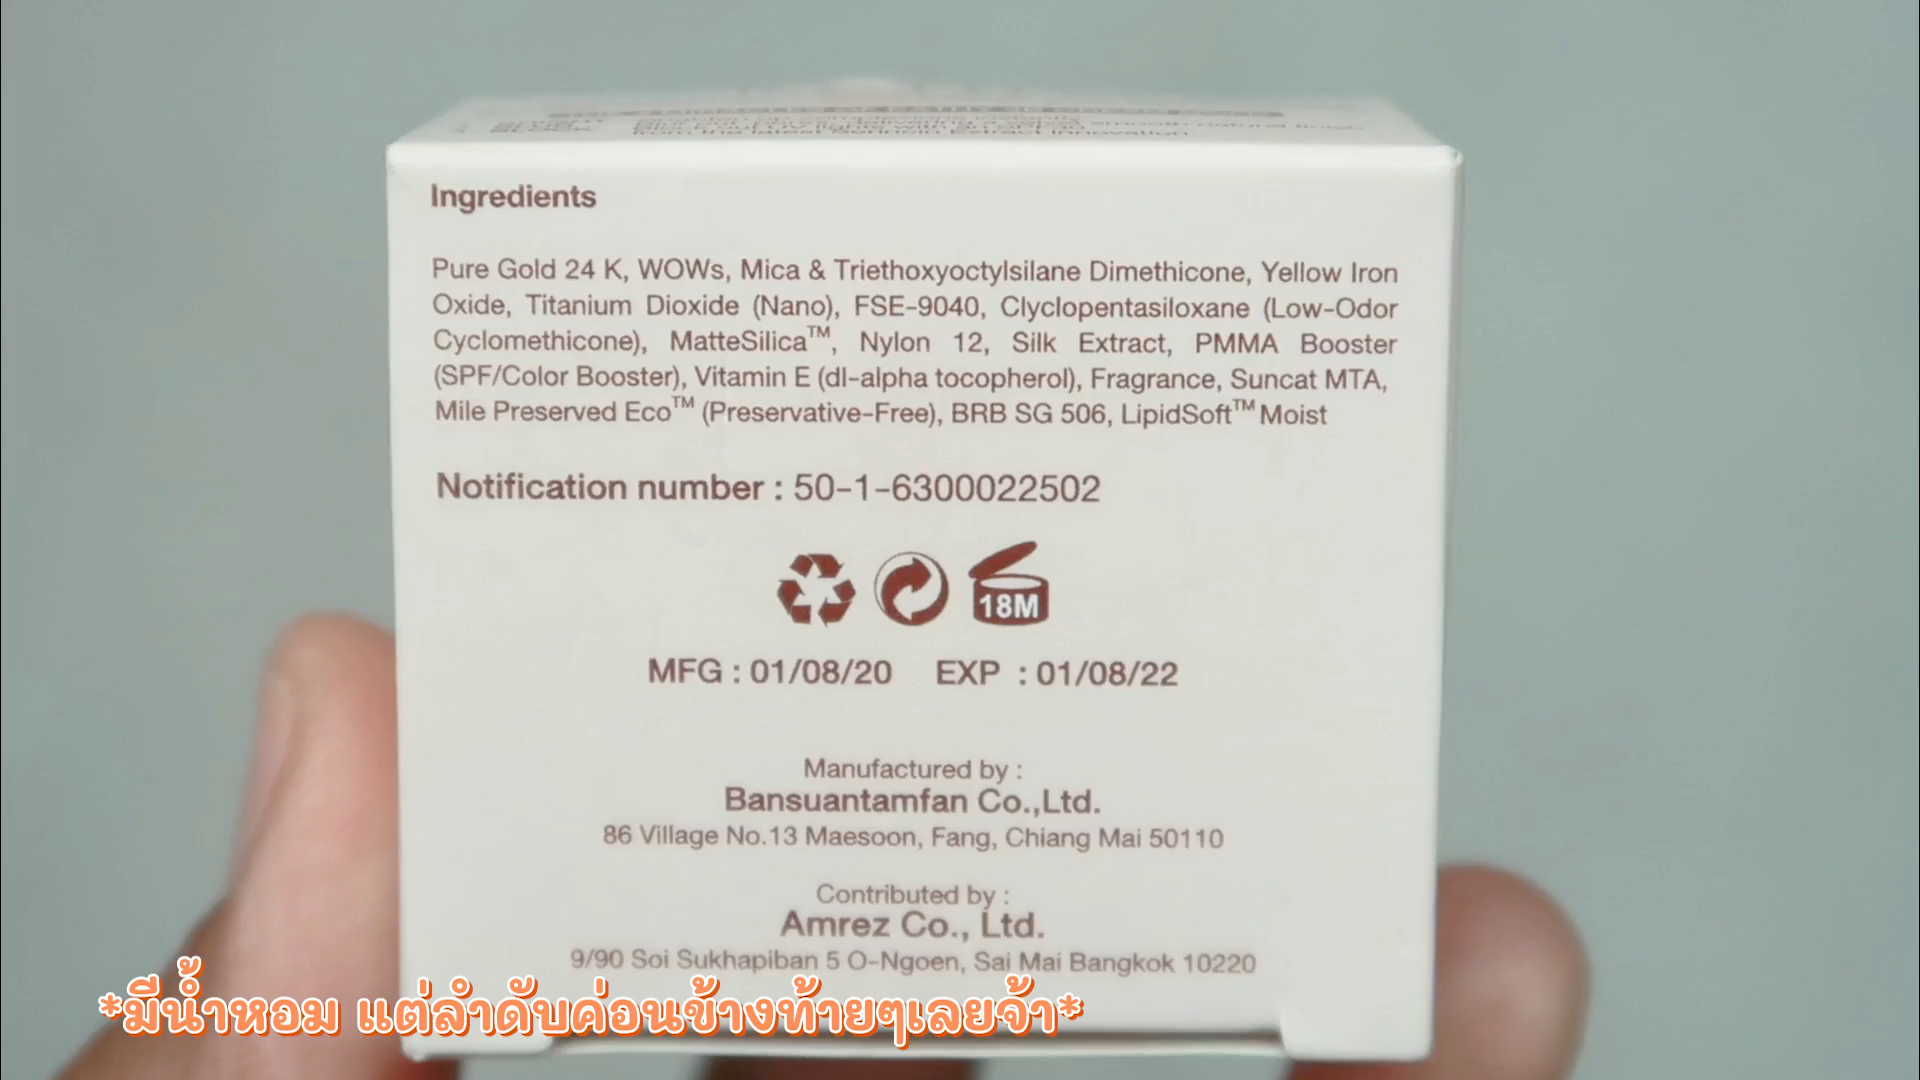 from the latest Sericin Extract Innovation
Ingredients
Pure Gold 24 K, WOWs, Mica & Triethoxyoctylsilane Dimethicone, Yellow Iron
Oxide, Titanium Dioxide (Nano), FSE-9040, Clyclopentasiloxane (Low-Odor
Cyclomethicone), MatteSilica™, Nylon 12, Silk Extract, PMMA Booster
(SPF/Color Booster), Vitamin E (dl-alpha tocopherol), Fragrance, Suncat MTA,
Mile Preserved Eco™ (Preservative-Free), BRB SG 506, LipidSoft™ Moist
Notification number : 50-1-6300022502
18M
MFG : 01/08/20 EXP : 01/08/22
Manufactured by :
Bansuantamfan Co.,Ltd.
86 Village No.13 Maesoon, Fang, Chiang Mai 50110
Contributed by :
Amrez Co., Ltd.
9/90 Soi Sukhapiban 5 O-Ngoen, Sai Mai Bangkok 10220
*มีน้ำหอม แต่ลำดับค่อนข้างท้ายๆเลยจ้า*